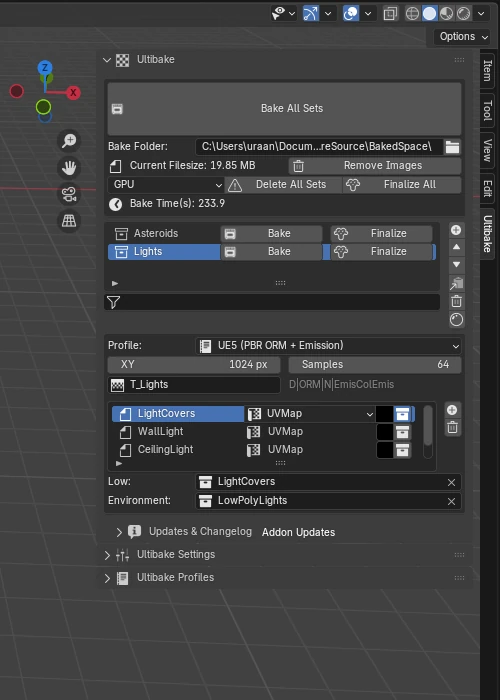 Options
Z
X
Ultibake
Item
Tool
View
Edit
Ultibake
Bake All Sets
Bake Folder: C:\Users\uraan\Docum...reSource\BakedSpace\
Current Filesize: 19.85 MB Remove Images
GPU Delete All Sets Finalize All
Bake Time(s): 233.9
Asteroids Bake Finalize
Lights Bake Finalize
Profile: UE5 (PBR ORM + Emission)
XY 1024 px Samples 64
T_Lights D|ORM|N|EmisColEmis
LightCovers UVMap
WallLight UVMap
CeilingLight UVMap
Low: LightCovers
Environment: LowPolyLights
Updates & Changelog Addon Updates
Ultibake Settings
Ultibake Profiles